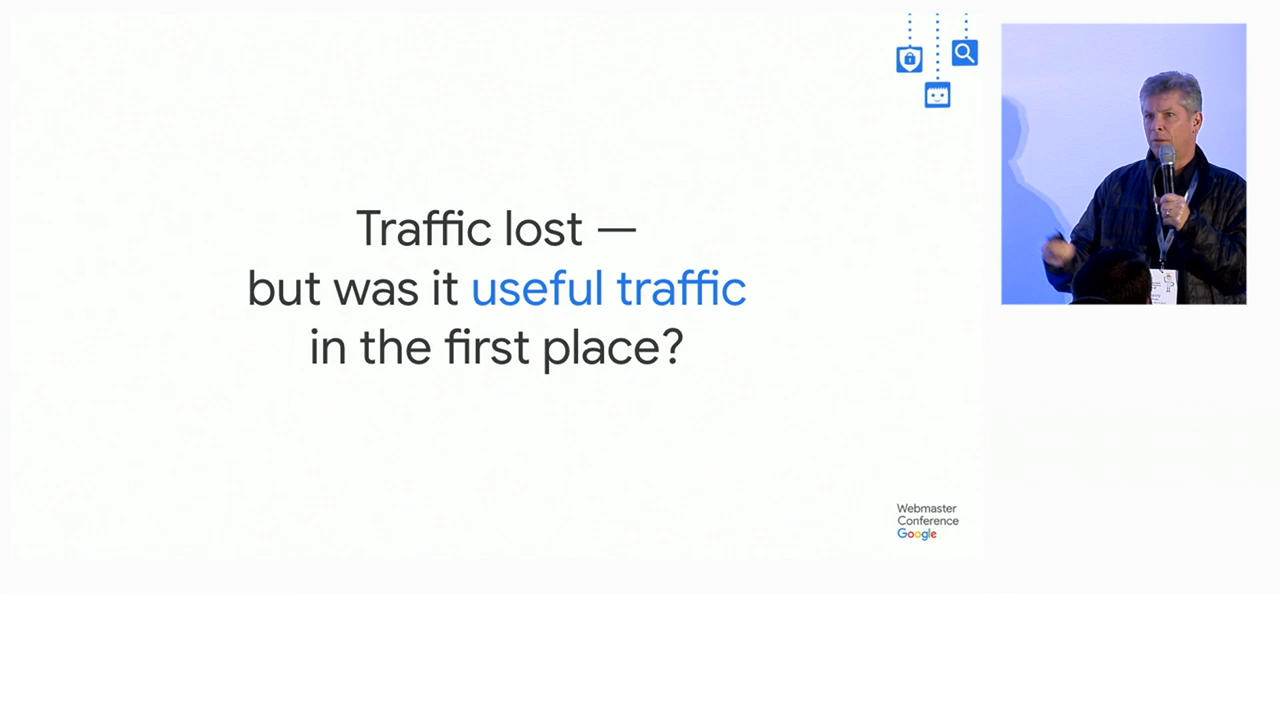 Traffic lost —
but was it useful traffic
in the first place?
Webmaster
Conference
Google